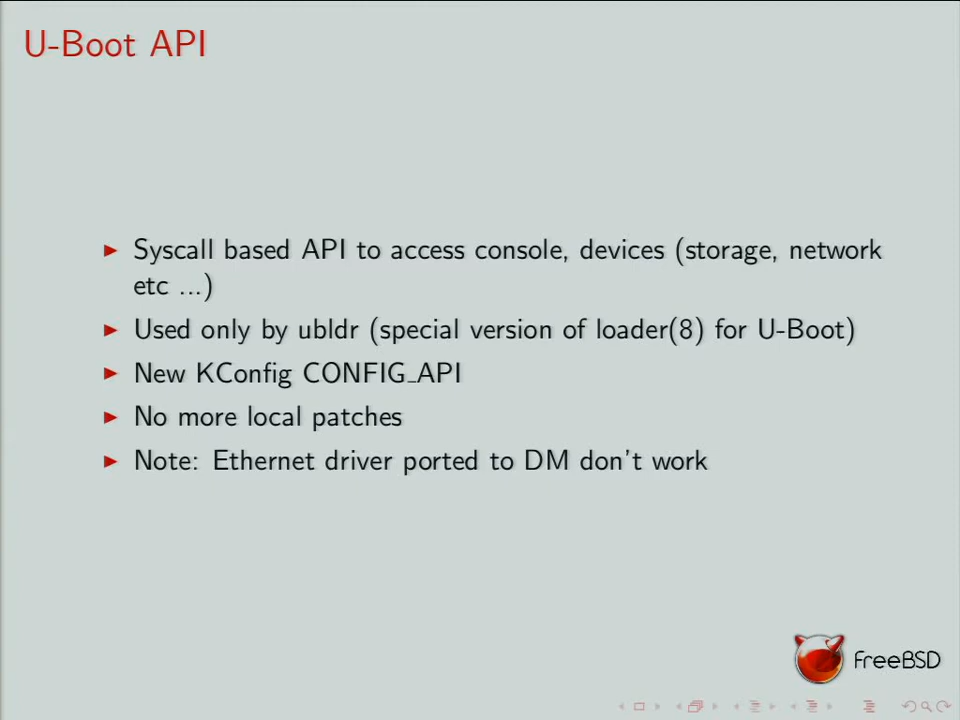 U-Boot API
Syscall based API to access console, devices (storage, network
etc ...)
Used only by ubldr (special version of loader(8) for U-Boot)
New KConfig CONFIG_API
No more local patches
Note: Ethernet driver ported to DM don't work
FreeBSD